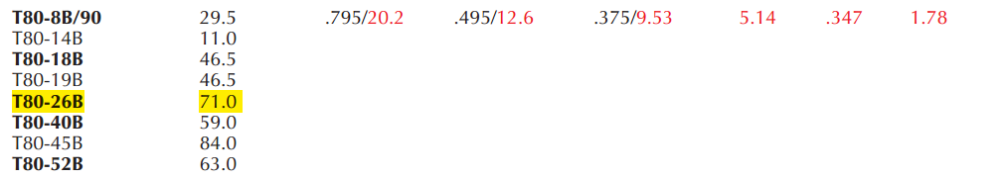 T80-8B/90 29.5 .795/20.2 .495/12.6 .375/9.53 5.14 .347 1.78
T80-14B 11.0
T80-18B 46.5
T80-19B 46.5
T80-26B 71.0
T80-40B 59.0
T80-45B 84.0
T80-52B 63.0